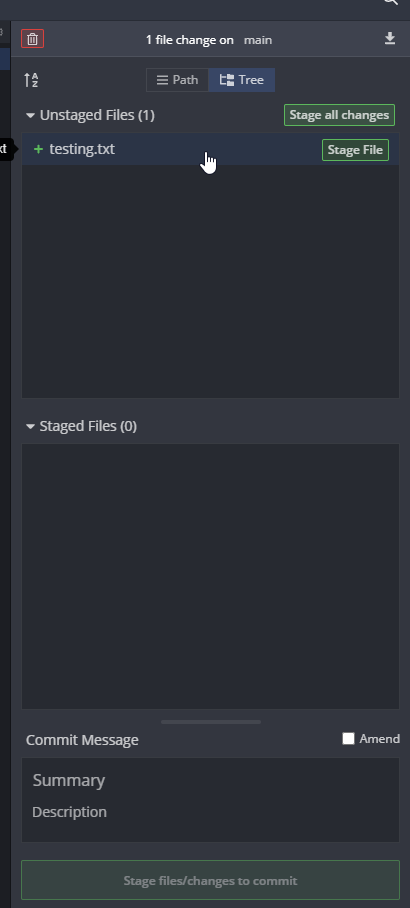 1 file change on main
A
Z
Path
Tree
Unstaged Files (1)
Stage all changes
testing.txt
Stage File
Staged Files (0)
Commit Message
Amend
Summary
Description
Stage files/changes to commit